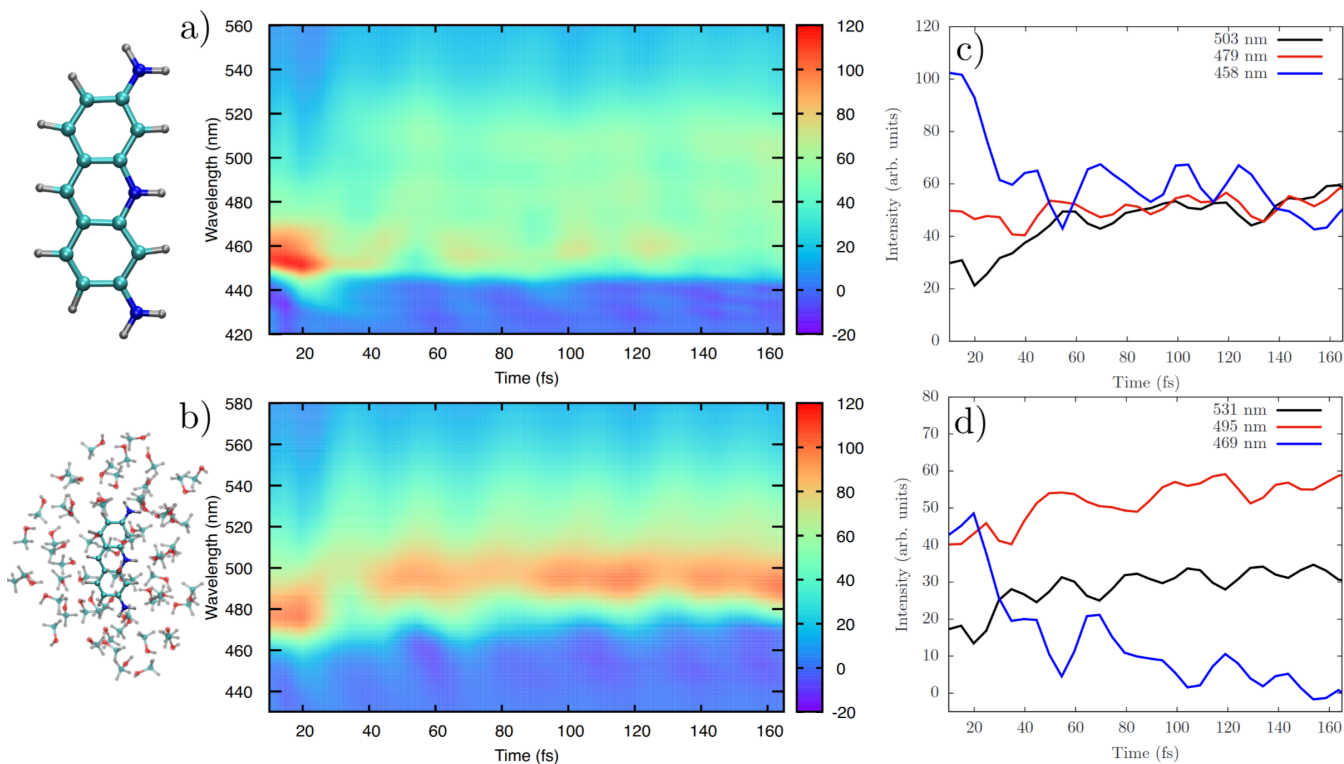 a)
560
540
520
500
480
460
440
420
Wavelength (nm)
20 40 60 80 100 120 140 160
Time (fs)
120
100
80
60
40
20
0
-20
c)
503 nm
479 nm
458 nm
120
100
80
60
40
20
0
Intensity (arb. units)
20 40 60 80 100 120 140 160
Time (fs)
b)
580
560
540
520
500
480
460
440
Wavelength (nm)
20 40 60 80 100 120 140 160
Time (fs)
120
100
80
60
40
20
0
-20
d)
531 nm
495 nm
469 nm
80
70
60
50
40
30
20
10
0
Intensity (arb. units)
20 40 60 80 100 120 140 160
Time (fs)